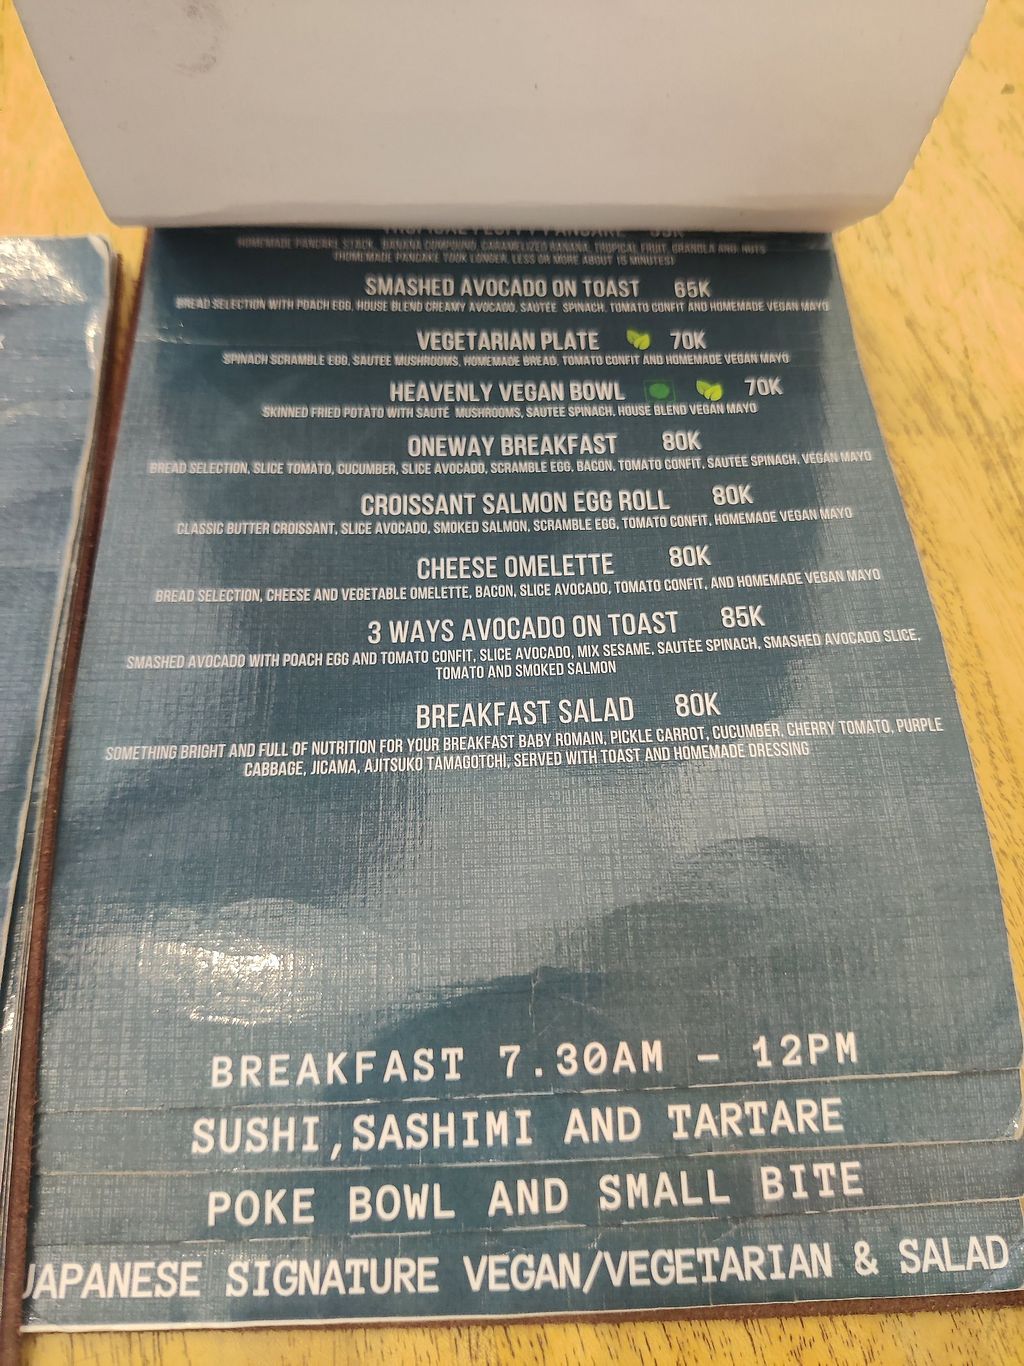 HOMEMADE PANCAKE STACK, BANANA COMPOUND, CARAMELIZED BANANA, TROPICAL FRUIT, GRANOLA AND NUTS
(HOMEMADE PANCAKE TOOK LONGER, LESS OR MORE ABOUT 15 MINUTES)
SMASHED AVOCADO ON TOAST 65K
BREAD SELECTION WITH POACH EGG, HOUSE BLEND CREAMY AVOCADO, SAUTEE SPINACH, TOMATO CONFIT AND HOMEMADE VEGAN MAYO
VEGETARIAN PLATE 70K
SPINACH SCRAMBLE EGG, SAUTEE MUSHROOMS, HOMEMADE BREAD, TOMATO CONFIT AND HOMEMADE VEGAN MAYO
HEAVENLY VEGAN BOWL 70K
SKINNED FRIED POTATO WITH SAUTÉ MUSHROOMS, SAUTEE SPINACH, HOUSE BLEND VEGAN MAYO
ONEWAY BREAKFAST 80K
BREAD SELECTION, SLICE TOMATO, CUCUMBER, SLICE AVOCADO, SCRAMBLE EGG, BACON, TOMATO CONFIT, SAUTEE SPINACH, VEGAN MAYO
CROISSANT SALMON EGG ROLL 80K
CLASSIC BUTTER CROISSANT, SLICE AVOCADO, SMOKED SALMON, SCRAMBLE EGG, TOMATO CONFIT, HOMEMADE VEGAN MAYO
CHEESE OMELETTE 80K
BREAD SELECTION, CHEESE AND VEGETABLE OMELETTE, BACON, SLICE AVOCADO, TOMATO CONFIT, AND HOMEMADE VEGAN MAYO
3 WAYS AVOCADO ON TOAST 85K
SMASHED AVOCADO WITH POACH EGG AND TOMATO CONFIT, SLICE AVOCADO, MIX SESAME, SAUTÈE SPINACH, SMASHED AVOCADO SLICE,
TOMATO AND SMOKED SALMON
BREAKFAST SALAD 80K
SOMETHING BRIGHT AND FULL OF NUTRITION FOR YOUR BREAKFAST BABY ROMAIN, PICKLE CARROT, CUCUMBER, CHERRY TOMATO, PURPLE
CABBAGE, JICAMA, AJITSUKO TAMAGOTCHI, SERVED WITH TOAST AND HOMEMADE DRESSING
BREAKFAST 7.30AM - 12PM
SUSHI,SASHIMI AND TARTARE
POKE BOWL AND SMALL BITE
JAPANESE SIGNATURE VEGAN/VEGETARIAN & SALAD